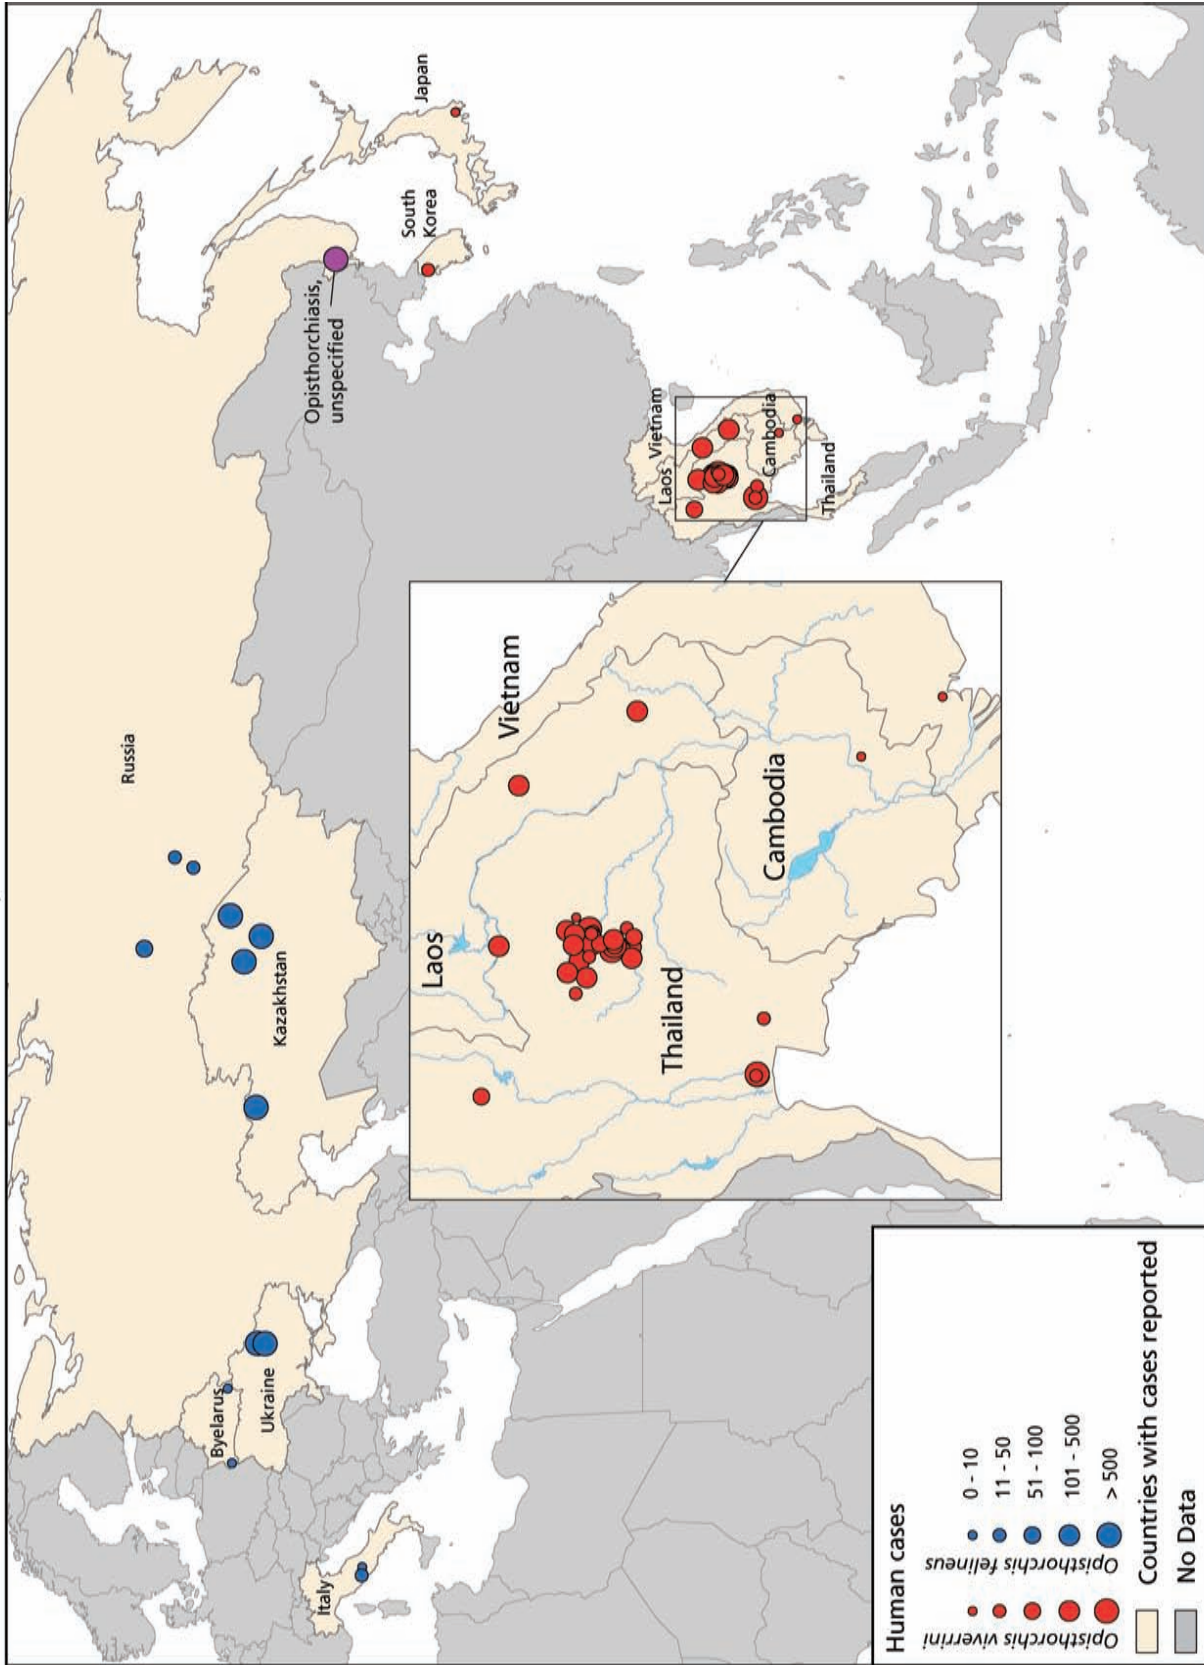 Russia
Japan
South
Korea
Opisthorchiasis,
unspecified
Kazakhstan
Byelarus
Ukraine
Italy
Vietnam
Laos
Cambodia
Thailand
Vietnam
Laos
Cambodia
Thailand
Human cases
Opisthorchis viverrini
Opisthorchis felineus
0 - 10
11 - 50
51 - 100
101 - 500
> 500
Countries with cases reported
No Data